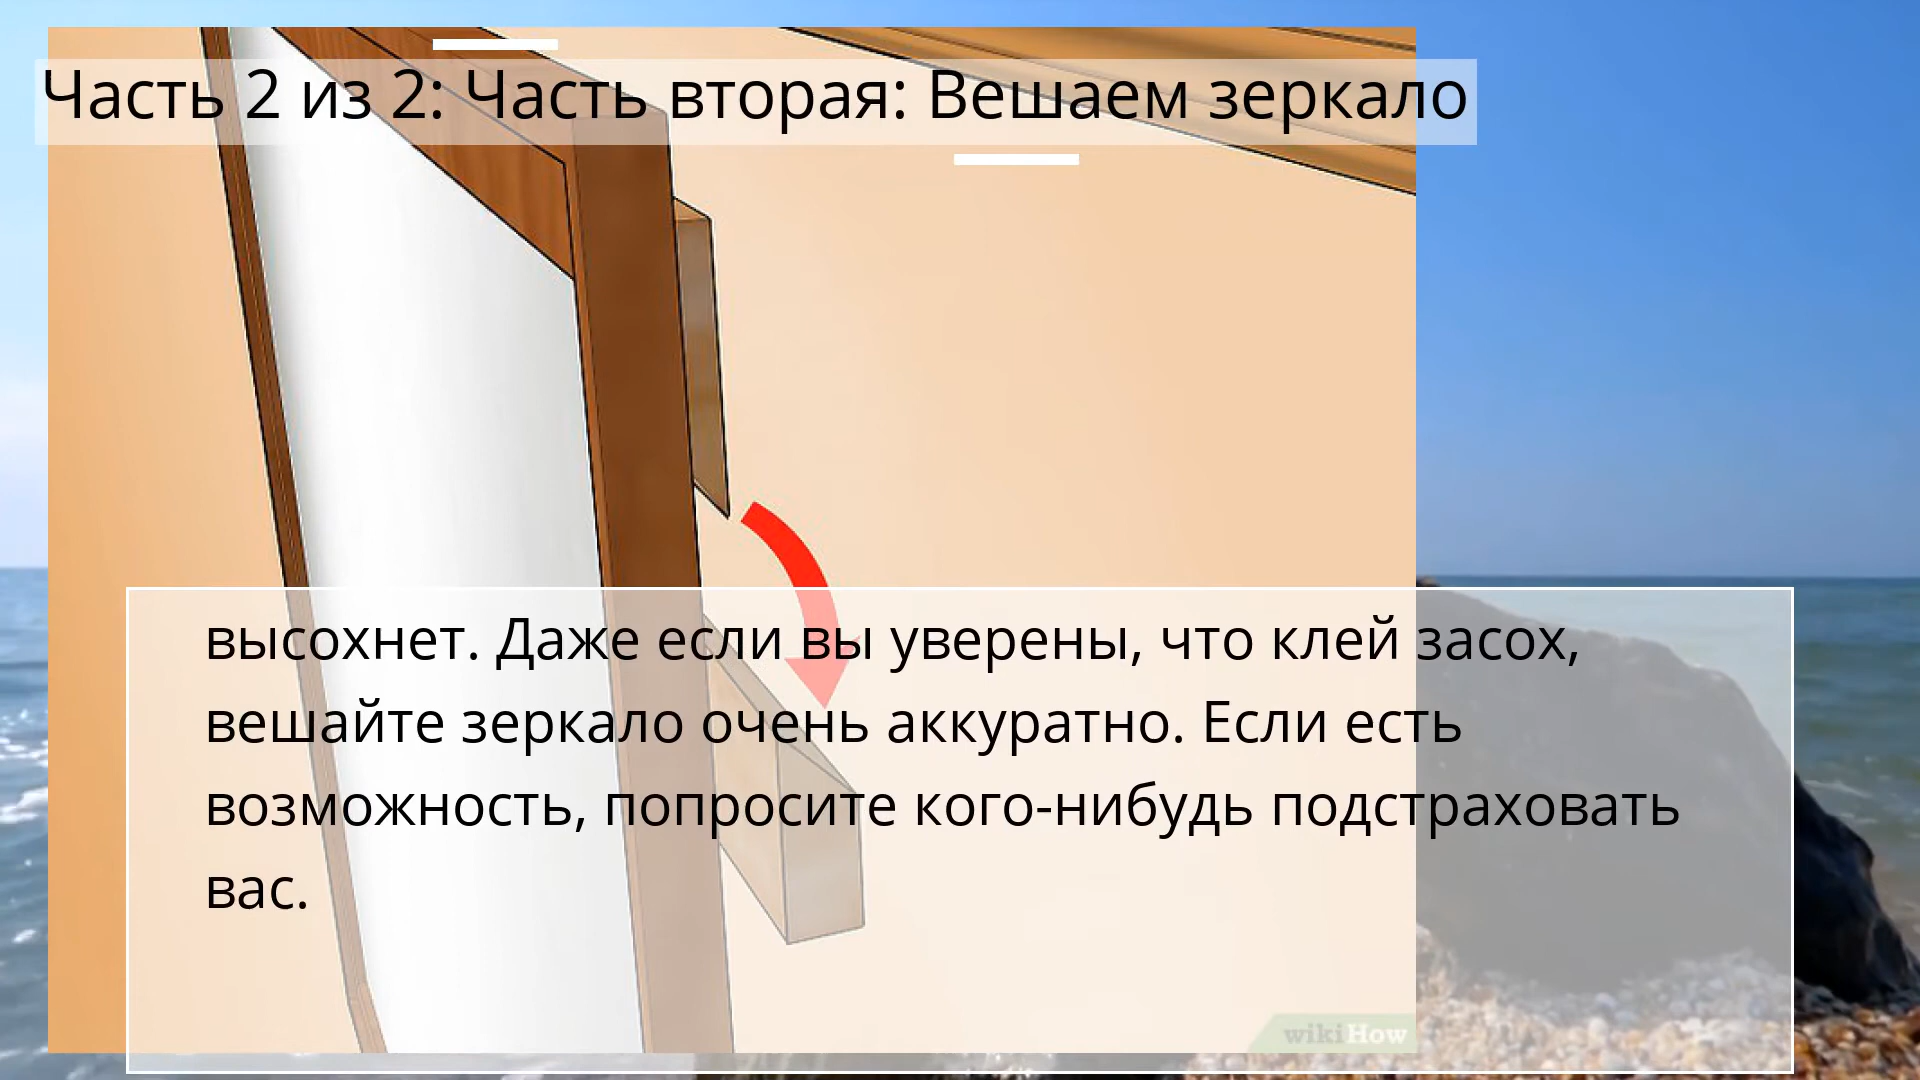 Часть 2 из 2: Часть вторая: Вешаем зеркало
высохнет. Даже если вы уверены, что клей засох,
вешайте зеркало очень аккуратно. Если есть
возможность, попросите кого-нибудь подстраховать
вас.
wikiHow